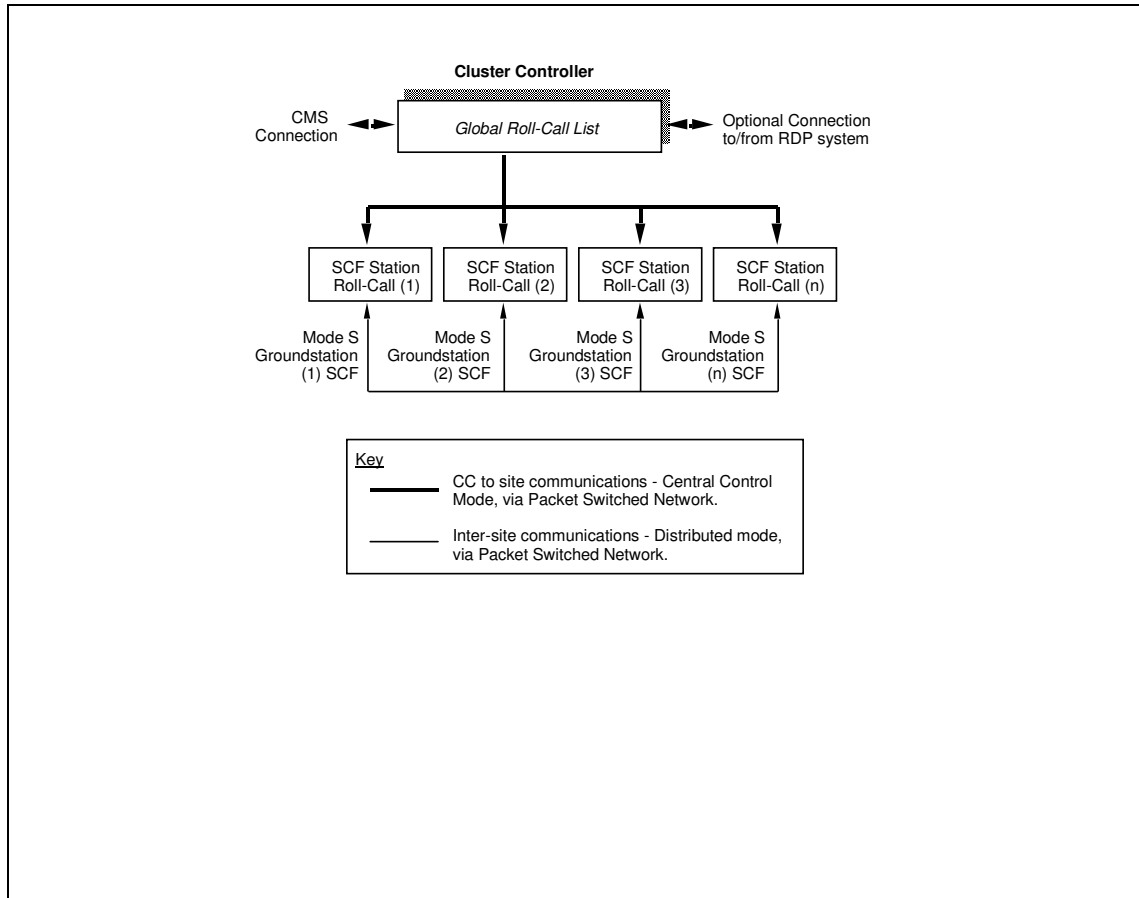 Cluster Controller
CMS
Connection
Global Roll-Call List
Optional Connection
to/from RDP system
SCF Station
Roll-Call (1)
SCF Station
Roll-Call (2)
SCF Station
Roll-Call (3)
SCF Station
Roll-Call (n)
Mode S
Groundstation
(1) SCF
Mode S
Groundstation
(2) SCF
Mode S
Groundstation
(3) SCF
Mode S
Groundstation
(n) SCF
Key
CC to site communications - Central Control
Mode, via Packet Switched Network.
Inter-site communications - Distributed mode,
via Packet Switched Network.